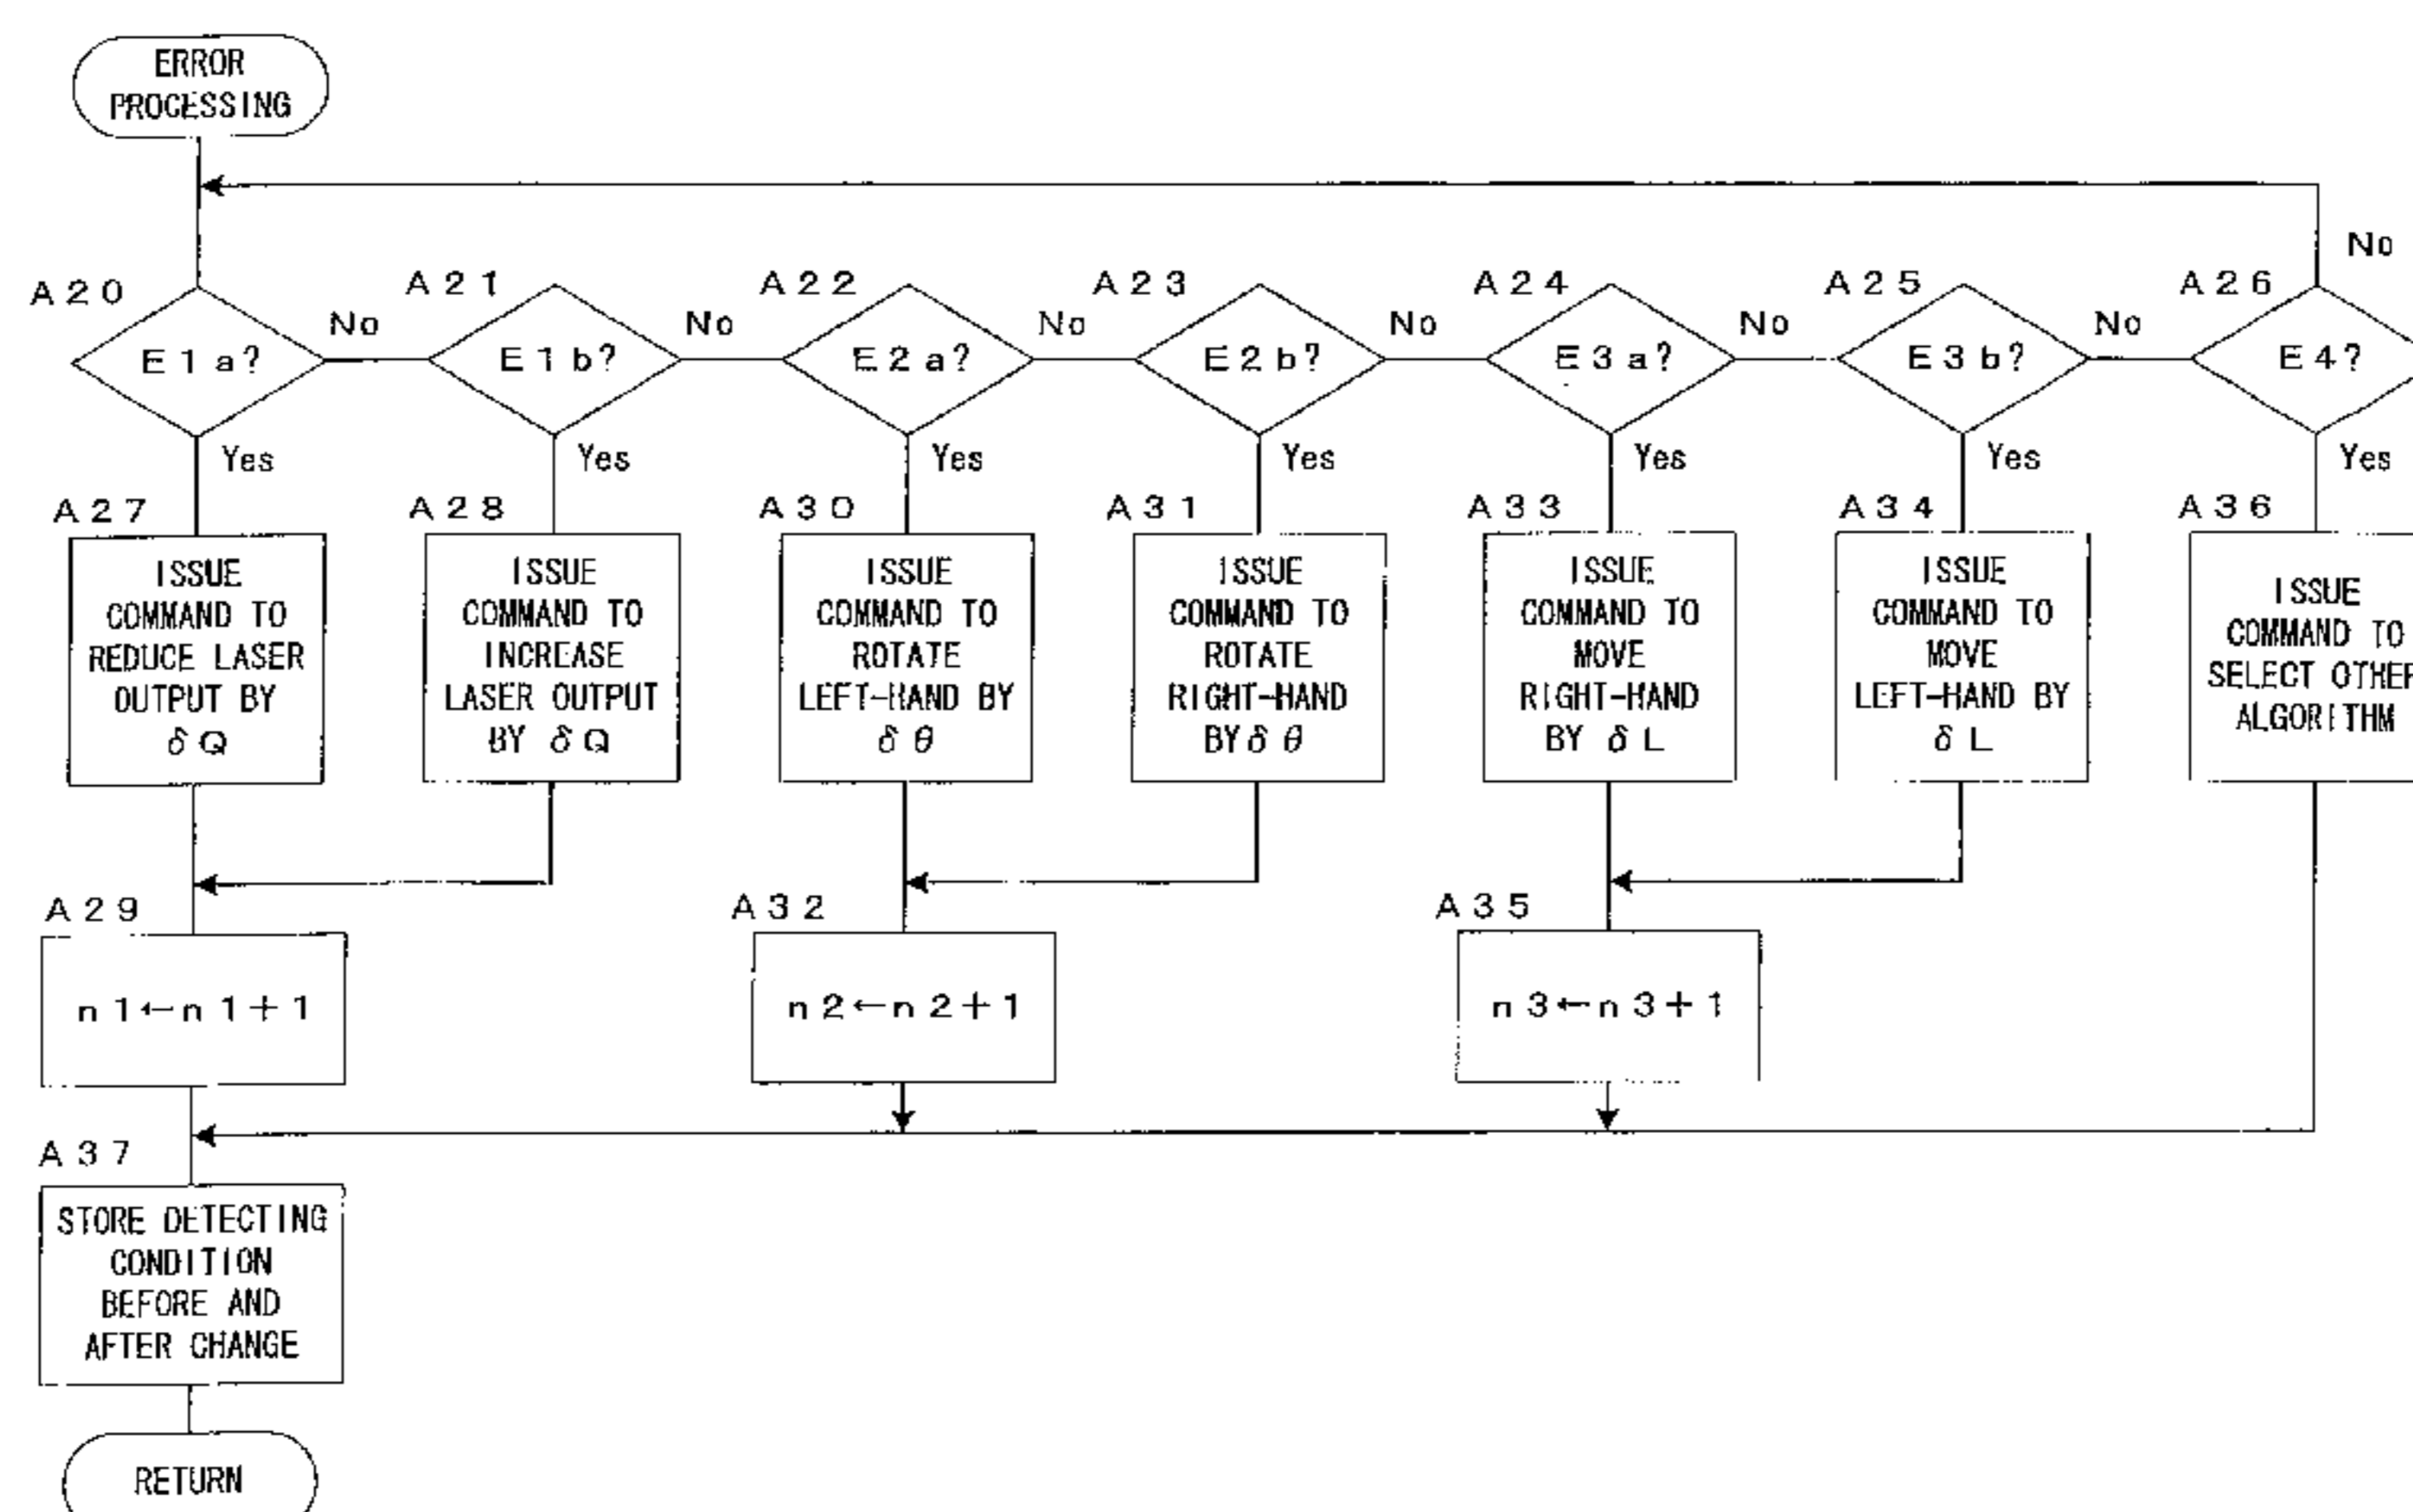 ERROR
PROCESSING
No
A20
A21
A22
A23
A24
A25
A26
No
No
No
No
No
No
E1a?
E1b?
E2a?
E2b?
E3a?
E3b?
E4?
Yes
Yes
Yes
Yes
Yes
Yes
Yes
A27
ISSUE
COMMAND TO
REDUCE LASER
OUTPUT BY
δQ
A28
ISSUE
COMMAND TO
INCREASE
LASER OUTPUT
BY δQ
A30
ISSUE
COMMAND TO
ROTATE
LEFT-HAND BY
δθ
A31
ISSUE
COMMAND TO
ROTATE
RIGHT-HAND
BYδθ
A33
ISSUE
COMMAND TO
MOVE
RIGHT-HAND
BY δL
A34
ISSUE
COMMAND TO
MOVE
LEFT-HAND BY
δL
A36
ISSUE
COMMAND TO
SELECT OTHER
ALGORITHM
A29
n1←n1+1
A32
n2←n2+1
A35
n3←n3+1
A37
STORE DETECTING
CONDITION
BEFORE AND
AFTER CHANGE
RETURN